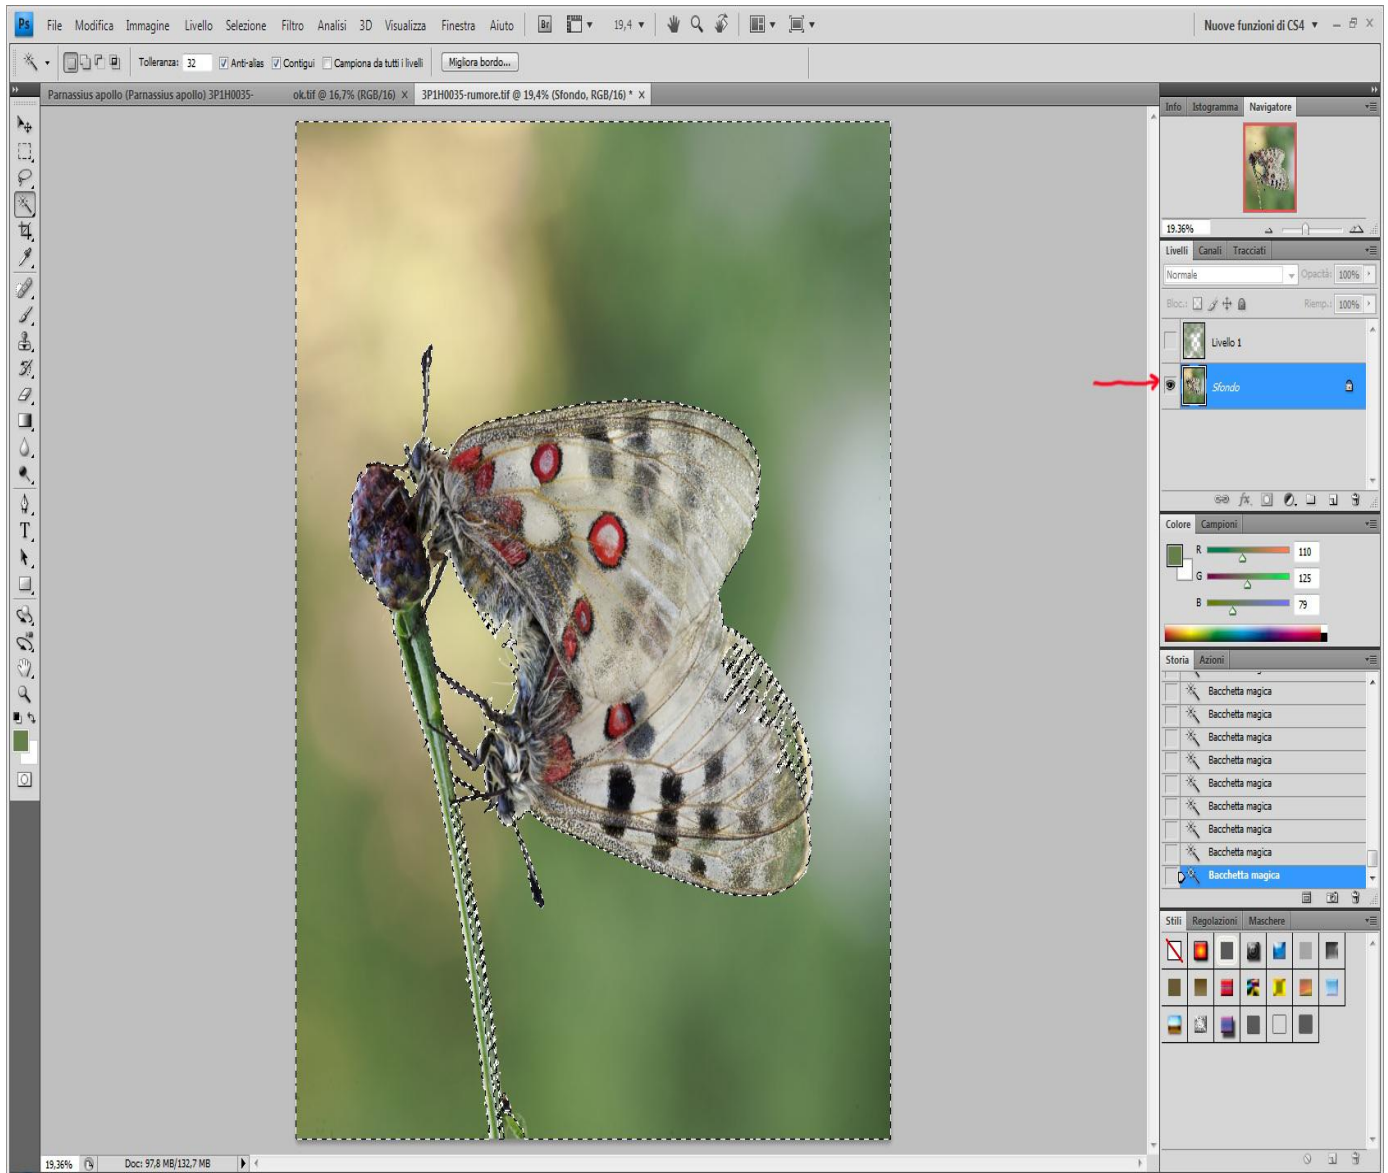 Ps File Modifica Immagine Livello Selezione Filtro Analisi 3D Visualizza Finestra Aiuto Br 19,4 Nuove funzioni di CS4
Tolleranza: 32 Anti-alias Contigui Campiona da tutti i livelli Migliora bordo...
Parnassius apollo (Parnassius apollo) 3P1H0035- ok.tif @ 16,7% (RGB/16) X 3P1H0035-rumore.tif @ 19,4% (Sfondo, RGB/16) * X
Info Istogramma Navigatore
19.36%
Livelli Canali Tracciati
Normale Opacità: 100%
Bloc.: Riemp.: 100%
Livello 1
Sfondo
fx.
Colore Campioni
R 110
G 125
B 79
Storia Azioni
Bacchetta magica
Bacchetta magica
Bacchetta magica
Bacchetta magica
Bacchetta magica
Bacchetta magica
Bacchetta magica
Bacchetta magica
Bacchetta magica
Stili Regolazioni Maschere
T
19,36% Doc: 97,8 MB/132,7 MB